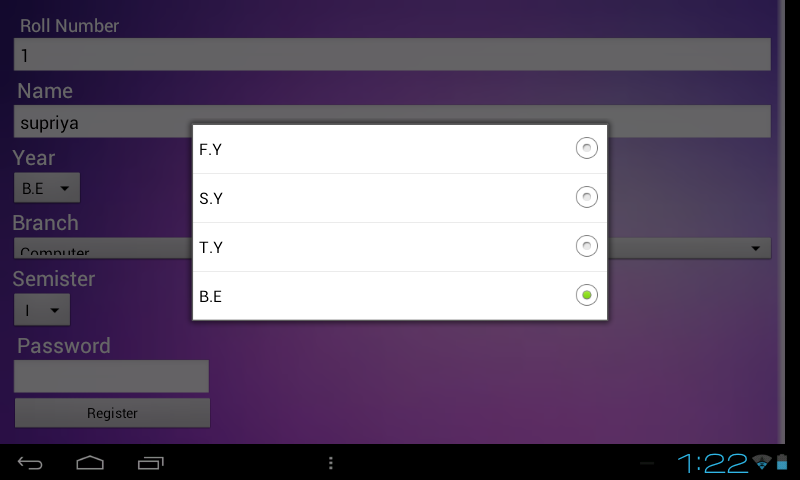 Roll Number
1
Name
supriya
Year
B.E
Branch
Computer
Semister
I
Password
Register
F.Y
S.Y
T.Y
B.E
1:22